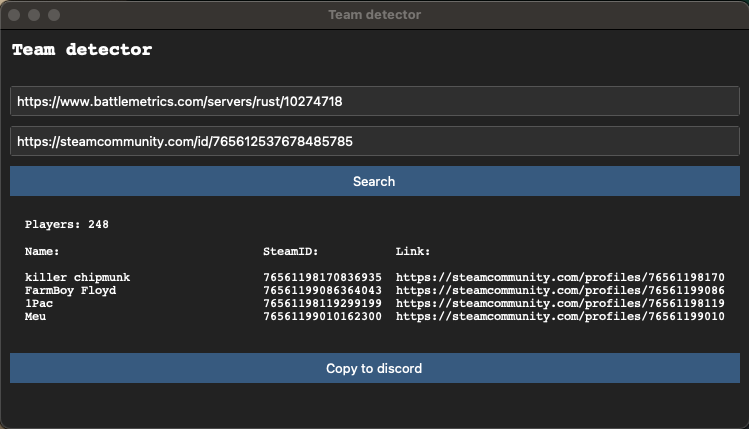 Team detector
Team detector
https://www.battlemetrics.com/servers/rust/10274718
https://steamcommunity.com/id/765612537678485785
Search
Players: 248
Name: SteamID: Link:
killer chipmunk 76561198170836935 https://steamcommunity.com/profiles/76561198170
FarmBoy Floyd 76561199086364043 https://steamcommunity.com/profiles/76561199086
1Pac 76561198119299199 https://steamcommunity.com/profiles/76561198119
Meu 76561199010162300 https://steamcommunity.com/profiles/76561199010
Copy to discord